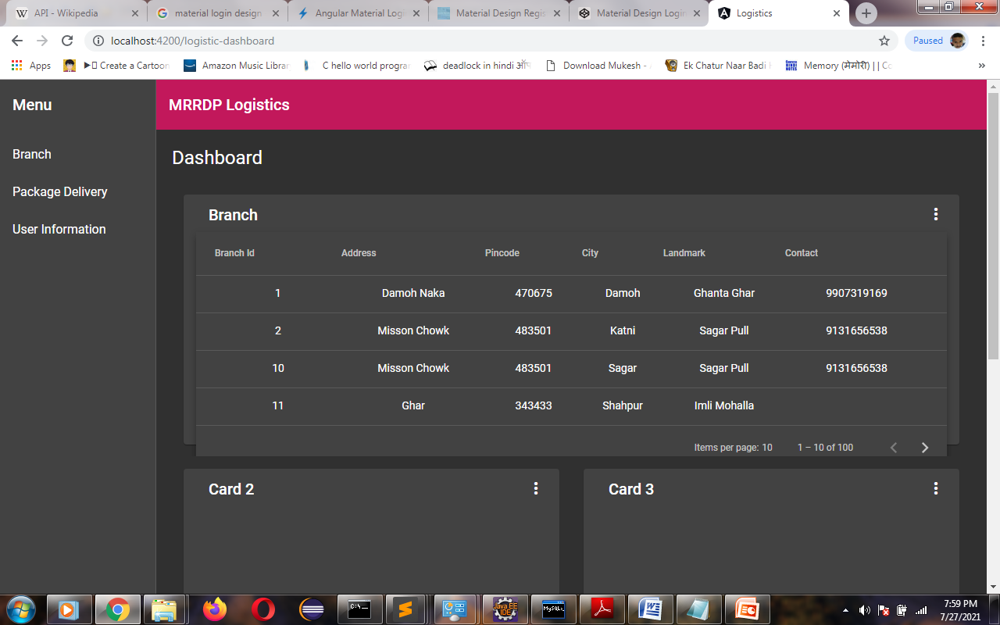 API - Wikipedia material login design Angular Material Logi Material Design Regis Material Design Login Logistics
localhost:4200/logistic-dashboard Paused
Apps Create a Cartoon Amazon Music Librar C hello world progra deadlock in hindi ऑप Download Mukesh - Ek Chatur Naar Badi Memory (मेमोरी) | | Co »
Menu
MRRDP Logistics
Branch
Package Delivery
User Information
Dashboard
Branch
Branch Id Address Pincode City Landmark Contact
1 Damoh Naka 470675 Damoh Ghanta Ghar 9907319169
2 Misson Chowk 483501 Katni Sagar Pull 9131656538
10 Misson Chowk 483501 Sagar Sagar Pull 9131656538
11 Ghar 343433 Shahpur Imli Mohalla
Items per page: 10 1 – 10 of 100
Card 2 Card 3
C:\_ Java EE IDE MySQL
7:59 PM
7/27/2021